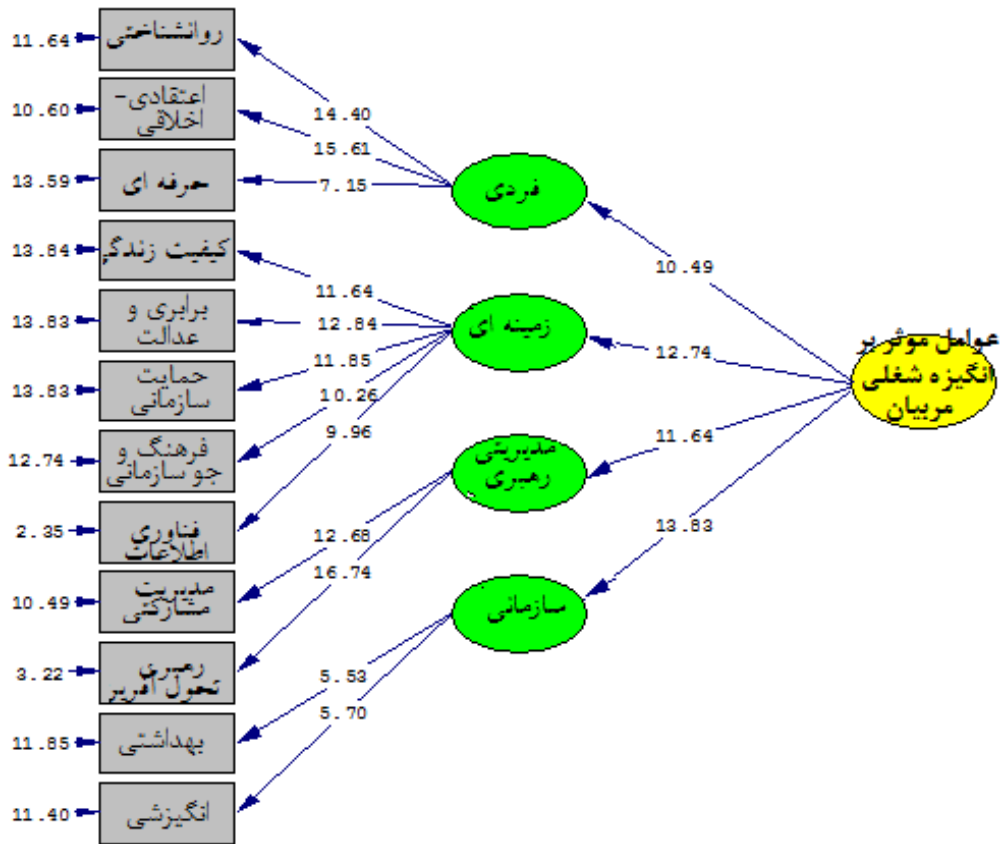 11.64
روانشناختی
10.60
اعتقادی-
اخلاقی
13.59
حرفه ای
13.84
کیفیت زندگی
13.83
برابری و
عدالت
13.83
حمایت
سازمانی
12.74
فرهنگ و
جو سازمانی
2.35
فناوری
اطلاعات
10.49
مدیریت
مشارکتی
3.22
رهبری
تحول آفرین
11.85
بهداشتی
11.40
انگیزشی
14.40
15.61
7.15
11.64
12.84
11.85
10.26
9.96
12.68
16.74
5.53
5.70
فردی
زمینه ای
مدیریتی
رهبری
سازمانی
10.49
12.74
11.64
13.83
عوامل موثر بر
انگیزه شغلی
مربیان